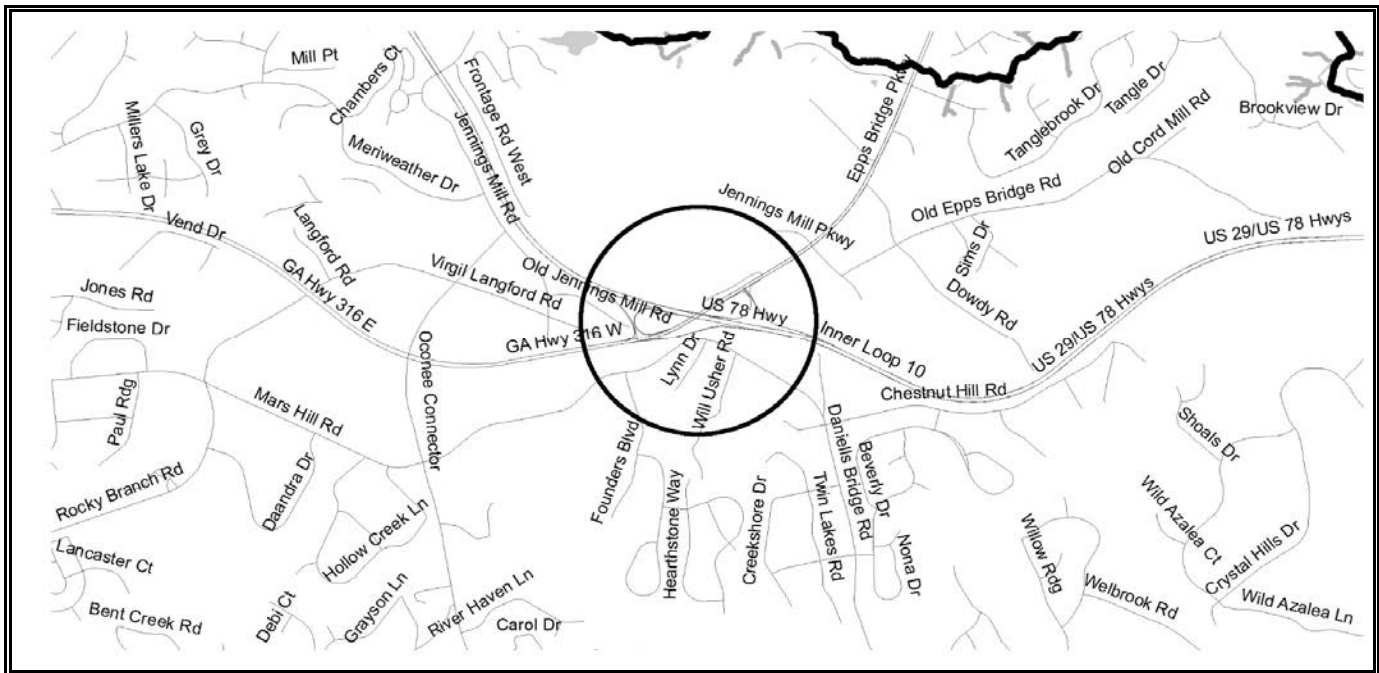 Mill Pt
Chambers Ct
Frontage Rd West
Jennings Mill Rd
Epps Bridge Pkwy
Tanglebrook Dr
Tangle Dr
Old Cord Mill Rd
Brookview Dr
Millers Lake Dr
Grey Dr
Meriweather Dr
Jennings Mill Pkwy
Old Epps Bridge Rd
Sims Dr
US 29/US 78 Hwys
Vend Dr
Langford Rd
GA Hwy 316 E
Virgil Langford Rd
Old Jennings Mill Rd
US 78 Hwy
Dowdy Rd
US 29/US 78 Hwys
Jones Rd
Fieldstone Dr
GA Hwy 316 W
Lynn Dr
Will Usher Rd
Inner Loop 10
Chestnut Hill Rd
Oconee Connector
Paul Rdg
Mars Hill Rd
Daandra Dr
Founders Blvd
Daniells Bridge Rd
Beverly Dr
Shoals Dr
Rocky Branch Rd
Hollow Creek Ln
Hearthstone Way
Creekshore Dr
Twin Lakes Rd
Nona Dr
Willow Rdg
Wild Azalea Ct
Crystal Hills Dr
Lancaster Ct
Bent Creek Rd
Debi Ct
Grayson Ln
River Haven Ln
Carol Dr
Welbrook Rd
Wild Azalea Ln